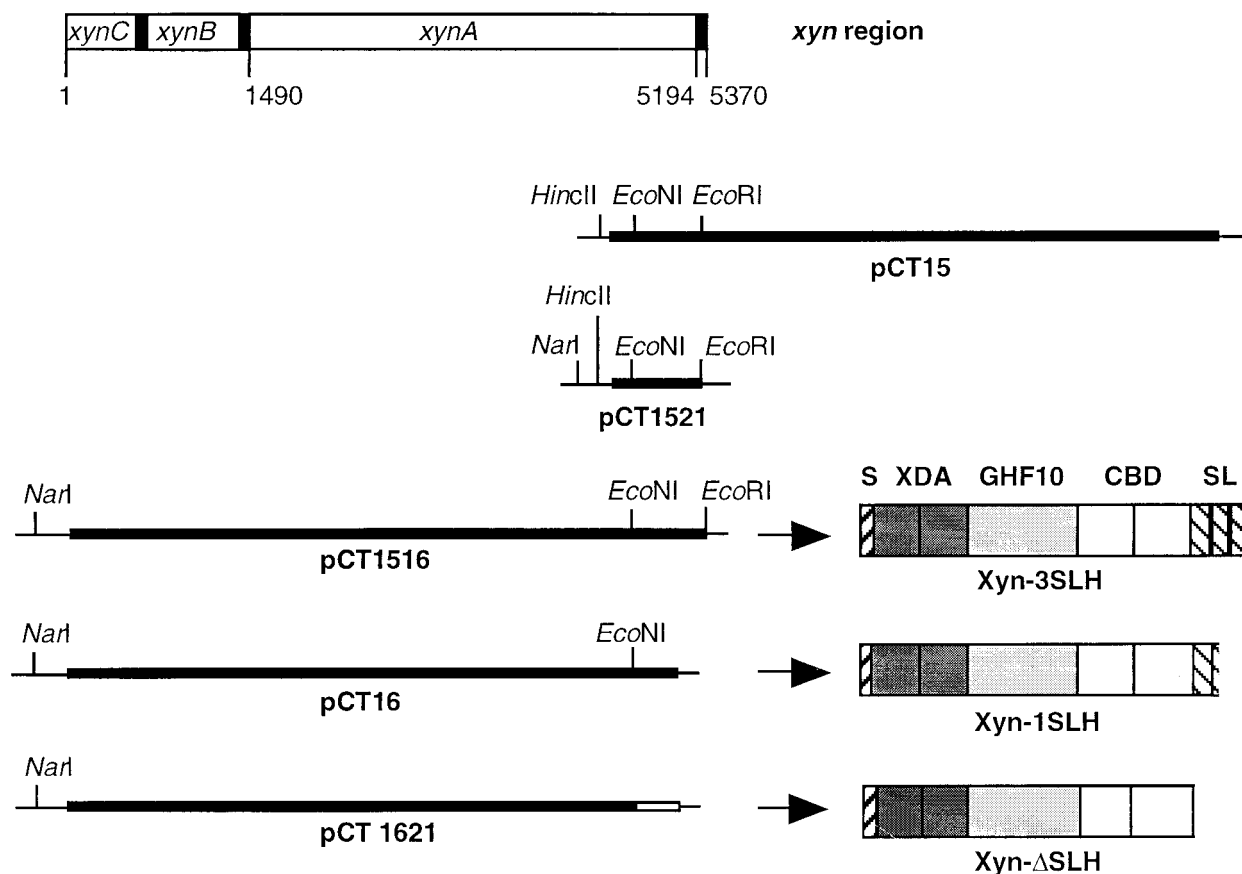 xynC xynB xynA xyn region
1 1490 5194 5370
HincII EcoNI EcoRI
pCT15
HincII
NarI EcoNI EcoRI
pCT1521
S XDA GHF10 CBD SL
NarI EcoNI EcoRI
pCT1516
Xyn-3SLH
NarI EcoNI
pCT16
Xyn-1SLH
NarI
pCT 1621
Xyn-ΔSLH